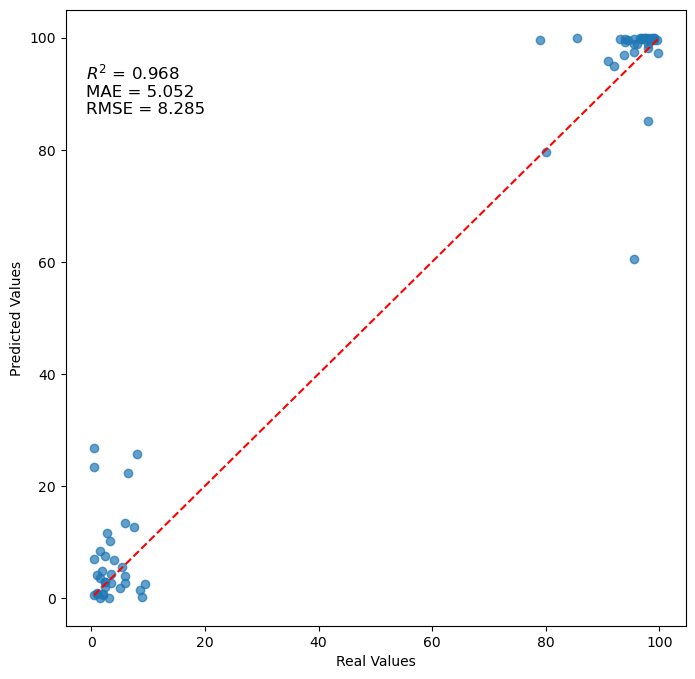 100
R² = 0.968
MAE = 5.052
RMSE = 8.285
80
60
40
20
0
Predicted Values
0 20 40 60 80 100
Real Values